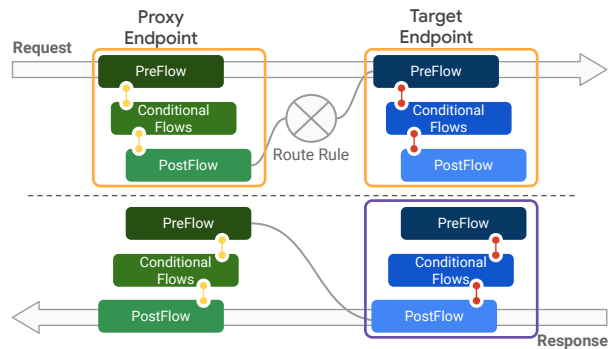 Proxy
Endpoint
Target
Endpoint
Request
PreFlow
PreFlow
Conditional
Flows
Conditional
Flows
Route Rule
PostFlow
PostFlow
PreFlow
PreFlow
Conditional
Flows
Conditional
Flows
PostFlow
PostFlow
Response